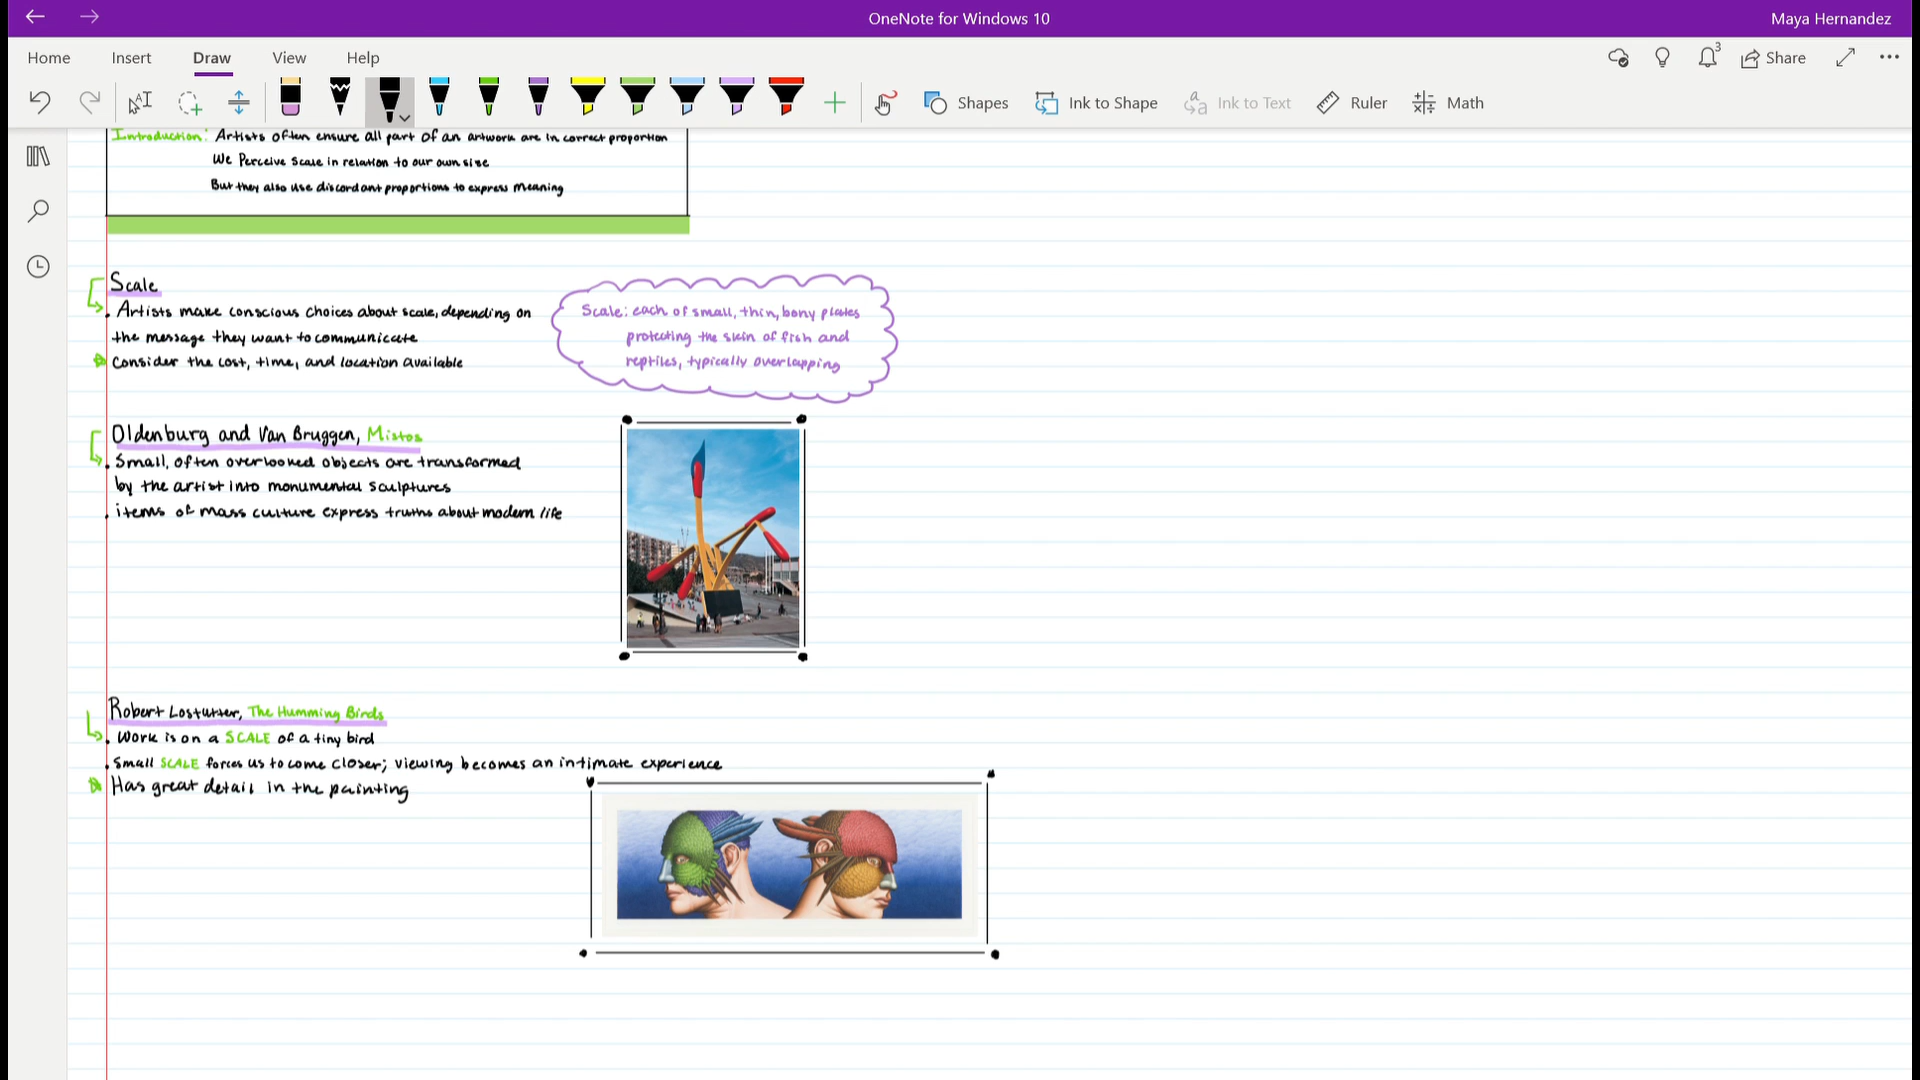 OneNote for Windows 10
Maya Hernandez
Home Insert Draw View Help
3 Share
Shapes Ink to Shape Ink to Text Ruler Math
Introduction: Artists often ensure all part of an artwork are in correct proportion
We Perceive Scale in relation to our own size
But they also use discordant proportions to express meaning
Scale
. Artists make conscious choices about scale, depending on
the message they want to communicate
Consider the cost, time, and location available
Scale: each of small, thin, bony plates
protecting the skin of fish and
reptiles, typically overlapping
Oldenburg and Van Bruggen, Mistos
. Small, often overlooked objects are transformed
by the artist into monumental sculptures
. items of mass culture express truths about modern life
Robert Lostutter, The Humming Birds
. Work is on a SCALE of a tiny bird
. Small SCALE forces us to come closer; viewing becomes an intimate experience
Has great detail in the painting